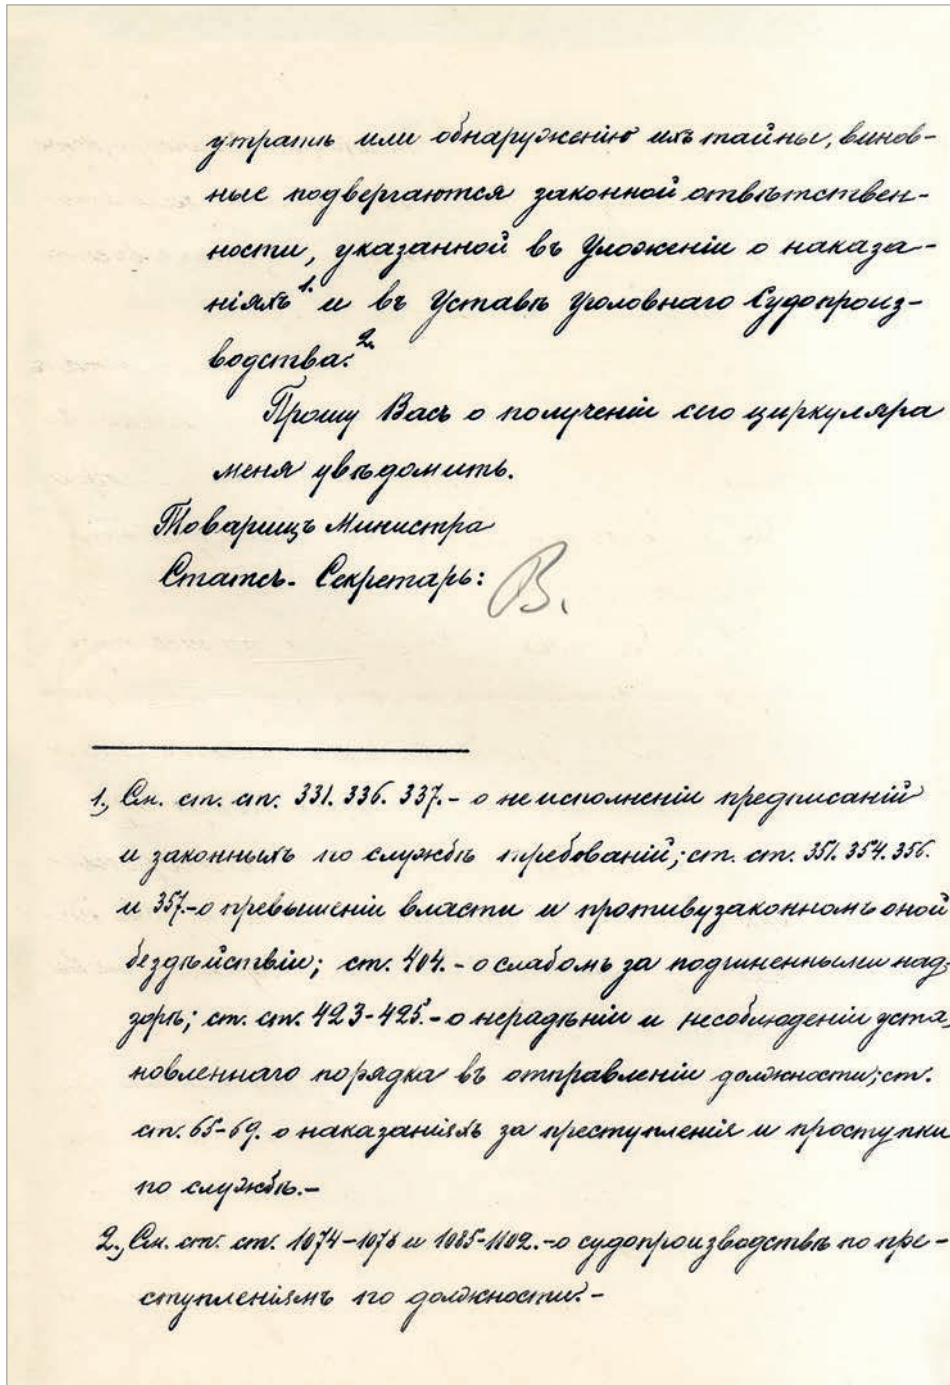 утратѣ или обнаруженію ихъ тайны, винов-
ные подвергаются законной отвѣтствен-
ности, указанной въ Уложеніи о наказа-
ніяхъ 1. и въ Уставѣ Уголовнаго Судопроиз-
водства. 2.
Прошу Васъ о полученіи сего циркуляра
меня увѣдомить.
Товарищъ Министра
Статсъ-Секретарь: В.
1., См. ст. ст. 331. 336. 337. - о неисполненіи предписаній
и законныхъ по службѣ требованій; ст. ст. 351. 354. 356.
и 357. - о превышеніи власти и противузаконномъ оной
бездѣйствіи; ст. 404. - о слабомъ за подчиненными над-
зорѣ; ст. ст. 423-425. - о нерадѣніи и несоблюденіи уста-
новленнаго порядка въ отправленіи должности; ст.
ст. 65-69. о наказаніяхъ за преступленія и проступки
по службѣ. -
2., См. ст. ст. 1074-1076 и 1085-1102. - о судопроизводствѣ по пре-
ступленіямъ по должности. -